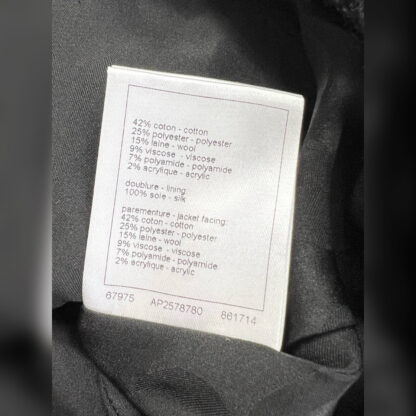 42% coton - cotton
25% polyester - polyester
15% laine - wool
9% viscose - viscose
7% polyamide - polyamide
2% acrylique - acrylic
doublure - lining:
100% soie - silk
parementure - jacket facing:
42% coton - cotton
25% polyester - polyester
15% laine - wool
9% viscose - viscose
7% polyamide - polyamide
2% acrylique - acrylic
67975 AP2578780 861714